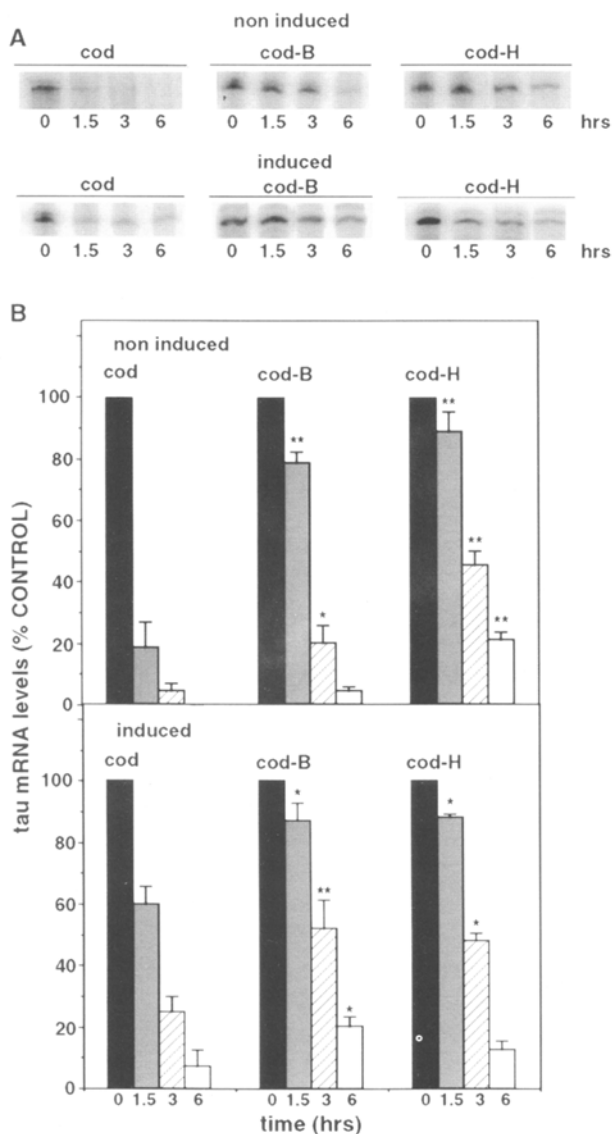 A
non induced
cod cod-B cod-H
0 1.5 3 6 0 1.5 3 6 0 1.5 3 6 hrs
induced
cod cod-B cod-H
0 1.5 3 6 0 1.5 3 6 0 1.5 3 6 hrs
B
tau mRNA levels (% CONTROL)
non induced
cod cod-B cod-H
100
80
60
40
20
0
** * ** ** **
induced
cod cod-B cod-H
100
80
60
40
20
0
* ** * * *
0 1.5 3 6 0 1.5 3 6 0 1.5 3 6
time (hrs)